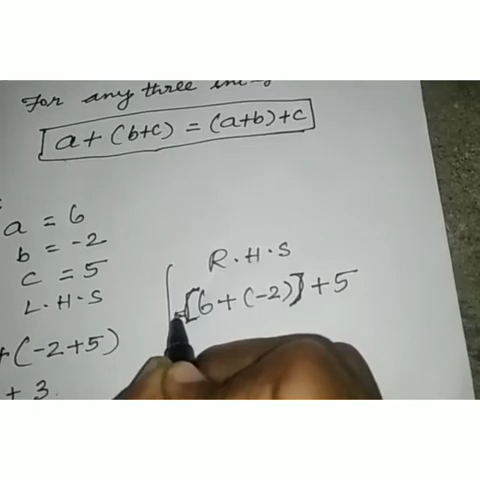 For any three
a + (b+c) = (a+b)+c
a = 6
b = -2
c = 5
L.H.S
+ (-2+5)
+ 3
R.H.S
= [6+(-2)] +5